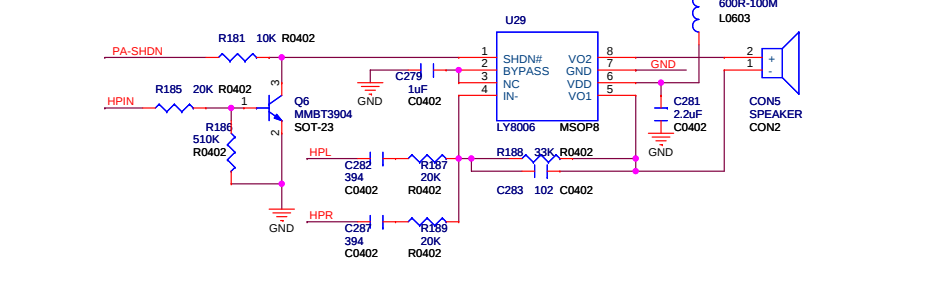 600R-100M
L0603
U29
R181 10K R0402
PA-SHDN
1 SHDN# VO2 8
2 BYPASS GND 7 GND
3 NC VDD 6
4 IN- VO1 5
LY8006 MSOP8
2 +
1 -
CON5
SPEAKER
CON2
C279
1uF
C0402
GND
R185 20K R0402
HPIN
1
3
2
Q6
MMBT3904
SOT-23
R186
510K
R0402
GND
C281
2.2uF
C0402
GND
HPL
C282
394
C0402
R187
20K
R0402
R188 33K R0402
C283 102 C0402
HPR
C287
394
C0402
R189
20K
R0402